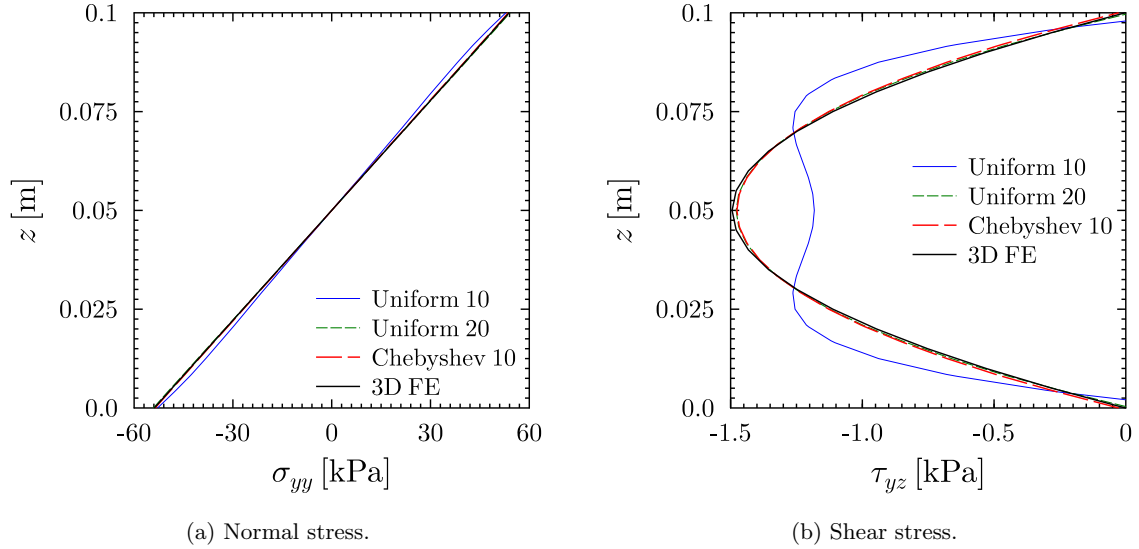 0.1
0.075
0.05
0.025
0.0
z [m]
-60
-30
0
30
60
σyy [kPa]
Uniform 10
Uniform 20
Chebyshev 10
3D FE
(a) Normal stress.
0.1
0.075
0.05
0.025
0.0
z [m]
-1.5
-1.0
-0.5
0
τyz [kPa]
Uniform 10
Uniform 20
Chebyshev 10
3D FE
(b) Shear stress.